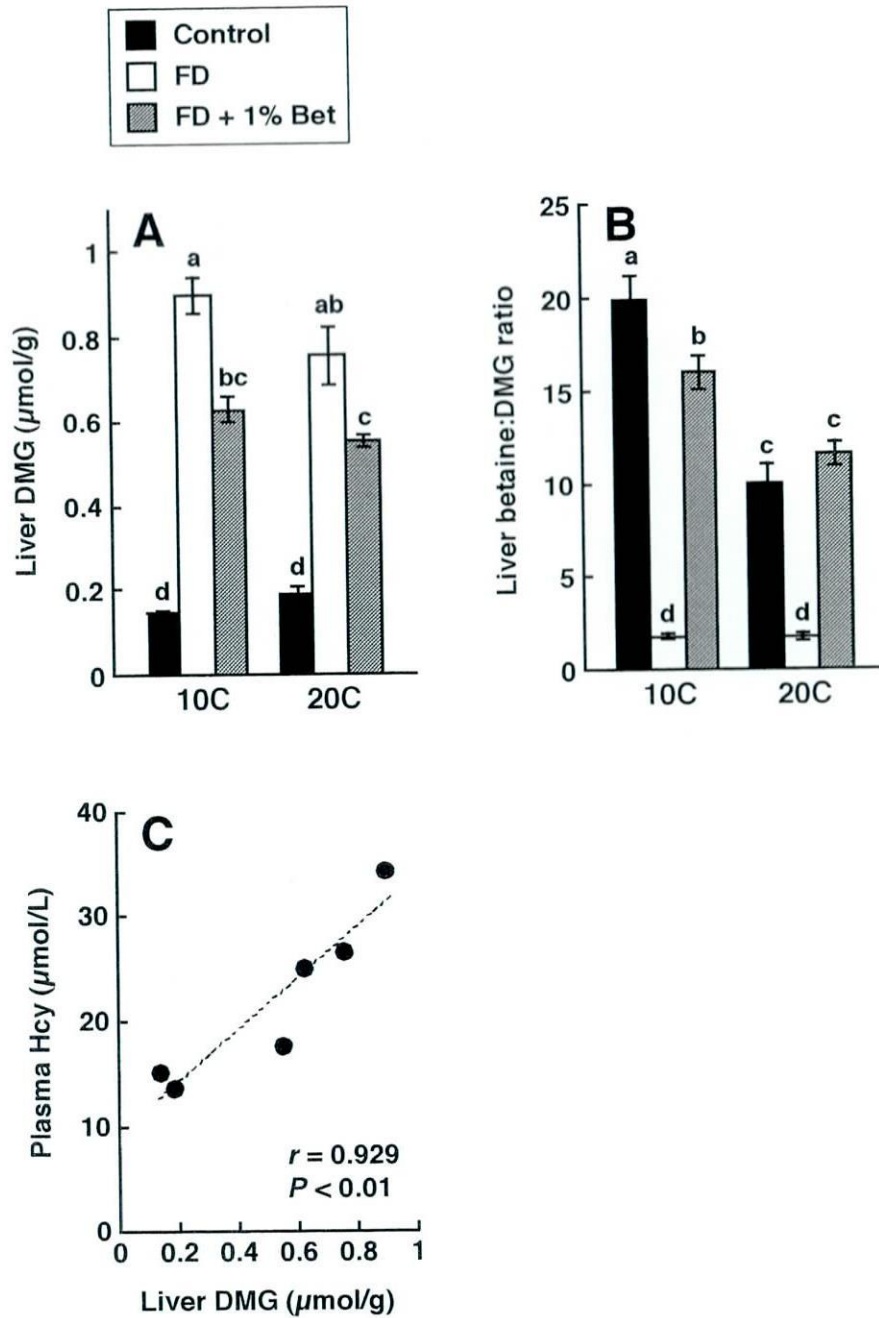 Control
FD
FD + 1% Bet
A
Liver DMG (µmol/g)
1
0.8
0.6
0.4
0.2
0
a
bc
d
ab
c
d
10C
20C
B
Liver betaine:DMG ratio
25
20
15
10
5
0
a
b
d
c
c
d
10C
20C
C
Plasma Hcy (µmol/L)
40
30
20
10
0
r = 0.929
P < 0.01
0 0.2 0.4 0.6 0.8 1
Liver DMG (µmol/g)